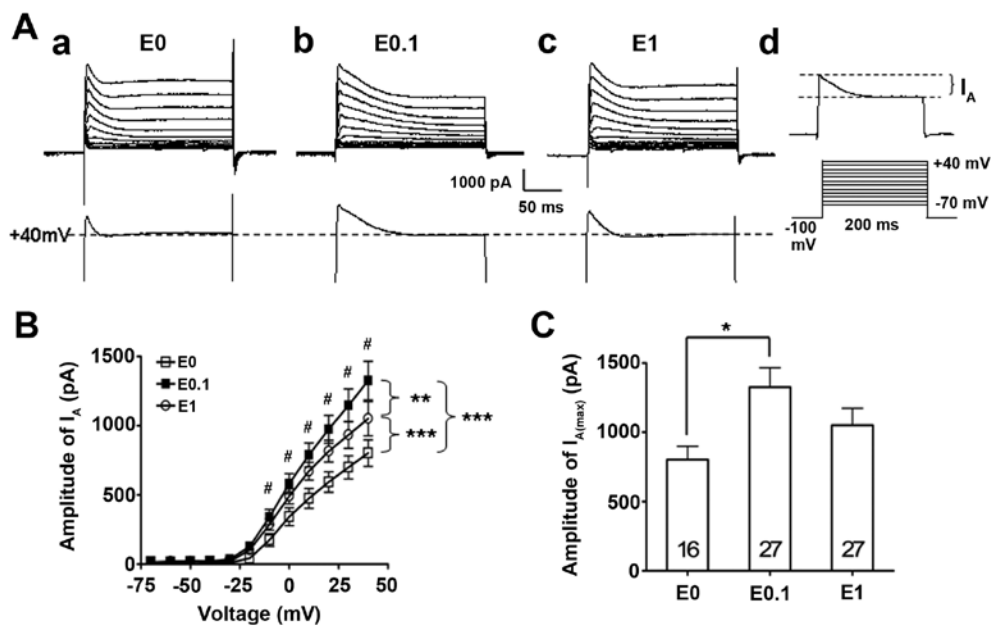 A
a
E0
b
E0.1
c
E1
d
I_A
1000 pA
50 ms
+40 mV
-70 mV
-100 mV
200 ms
+40mV
B
E0
E0.1
E1
Amplitude of I_A (pA)
1500
1000
500
0
# # # # # #
**
***
***
-75 -50 -25 0 25 50
Voltage (mV)
C
Amplitude of I_A(max) (pA)
1500
1000
500
0
*
16 27 27
E0 E0.1 E1